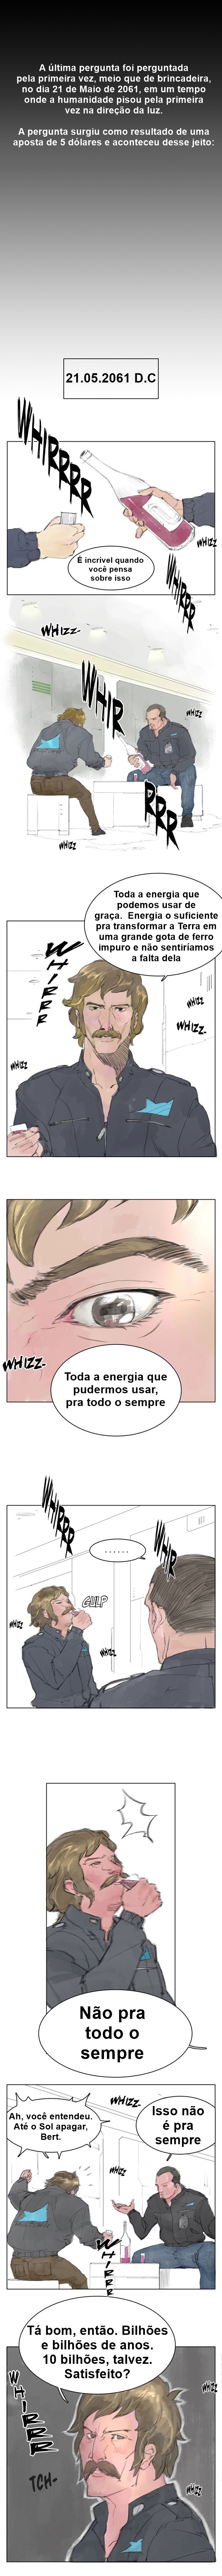 A última pergunta foi perguntada
pela primeira vez, meio que de brincadeira,
no dia 21 de Maio de 2061, em um tempo
onde a humanidade pisou pela primeira
vez na direção da luz.
A pergunta surgiu como resultado de uma
aposta de 5 dólares e aconteceu desse jeito:
21.05.2061 D.C
WHIRRRR
É incrivel quando
você pensa
sobre isso
WHIZZ
WHIRRRR
WHIZZ-
WHIR
RRR
WHIZZ
WHIZZ
Toda a energia que
podemos usar de
graça. Energia o suficiente
pra transformar a Terra em
uma grande gota de ferro
impuro e não sentiríamos
a falta dela
WHIRRRR
WHIZZ
WHIZZ-
WHIZZ
WHIZZ-
Toda a energia que
pudermos usar,
pra todo o sempre
WHIRRRR
......
WHIR
GULP
WHIZZ
WHIZZ
Não pra
todo o
sempre
WHIZZ-
Ah, você entendeu.
Até o Sol apagar,
Bert.
Isso não
é pra
sempre
WHIZZ
WHIRRR
Tá bom, então. Bilhões
e bilhões de anos.
10 bilhões, talvez.
Satisfeito?
WHIRRR
WHIZZ
TCH-
WHIZZ